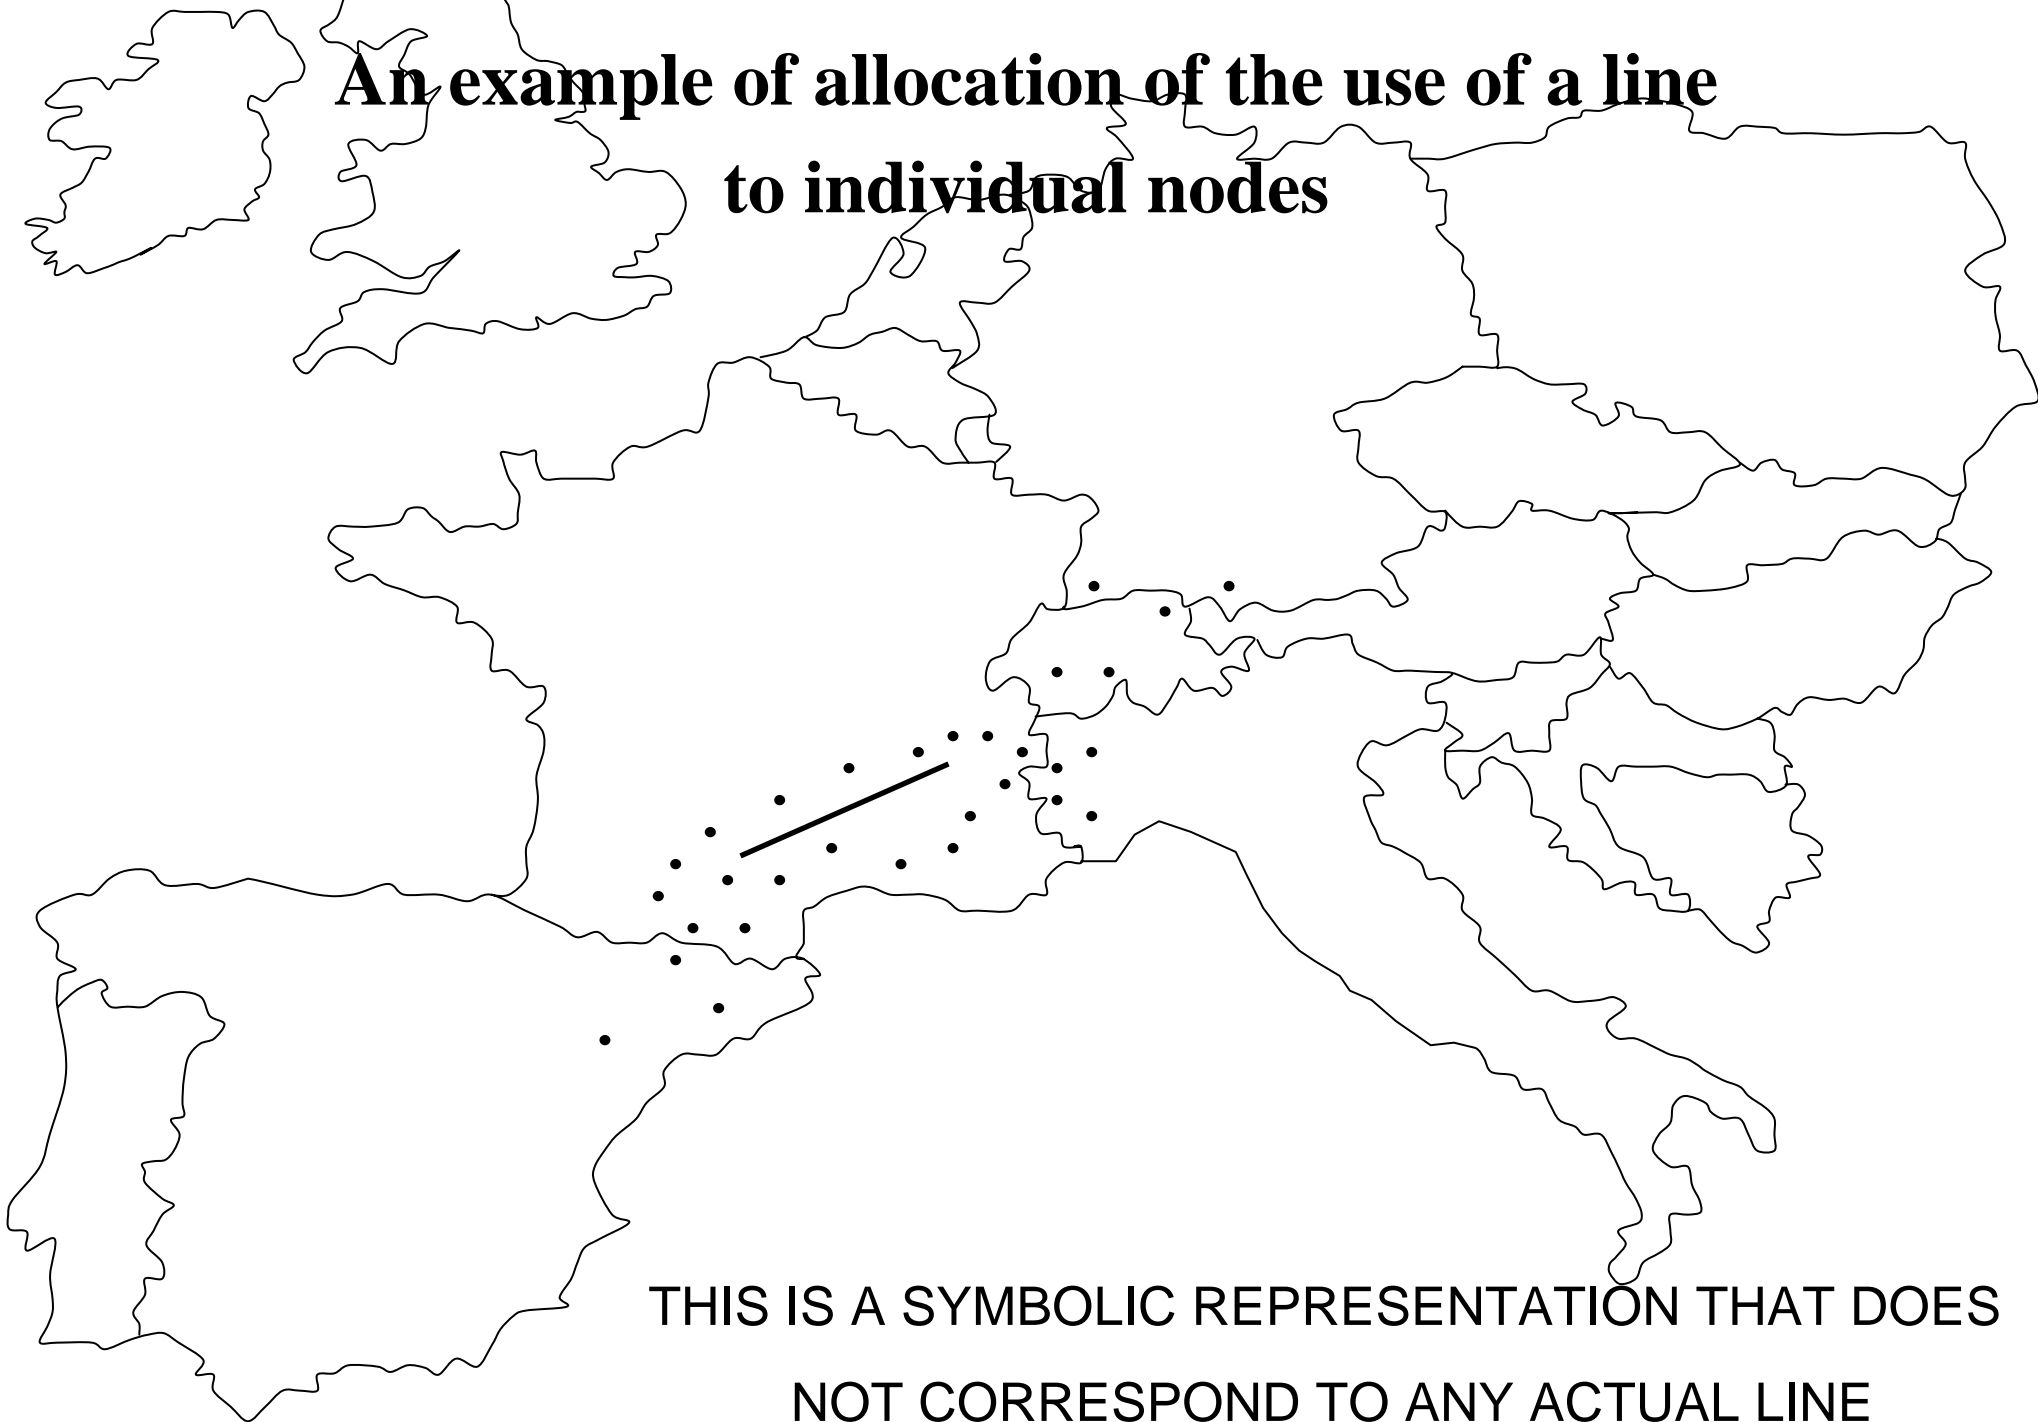 An example of allocation of the use of a line
to individual nodes
THIS IS A SYMBOLIC REPRESENTATION THAT DOES
NOT CORRESPOND TO ANY ACTUAL LINE